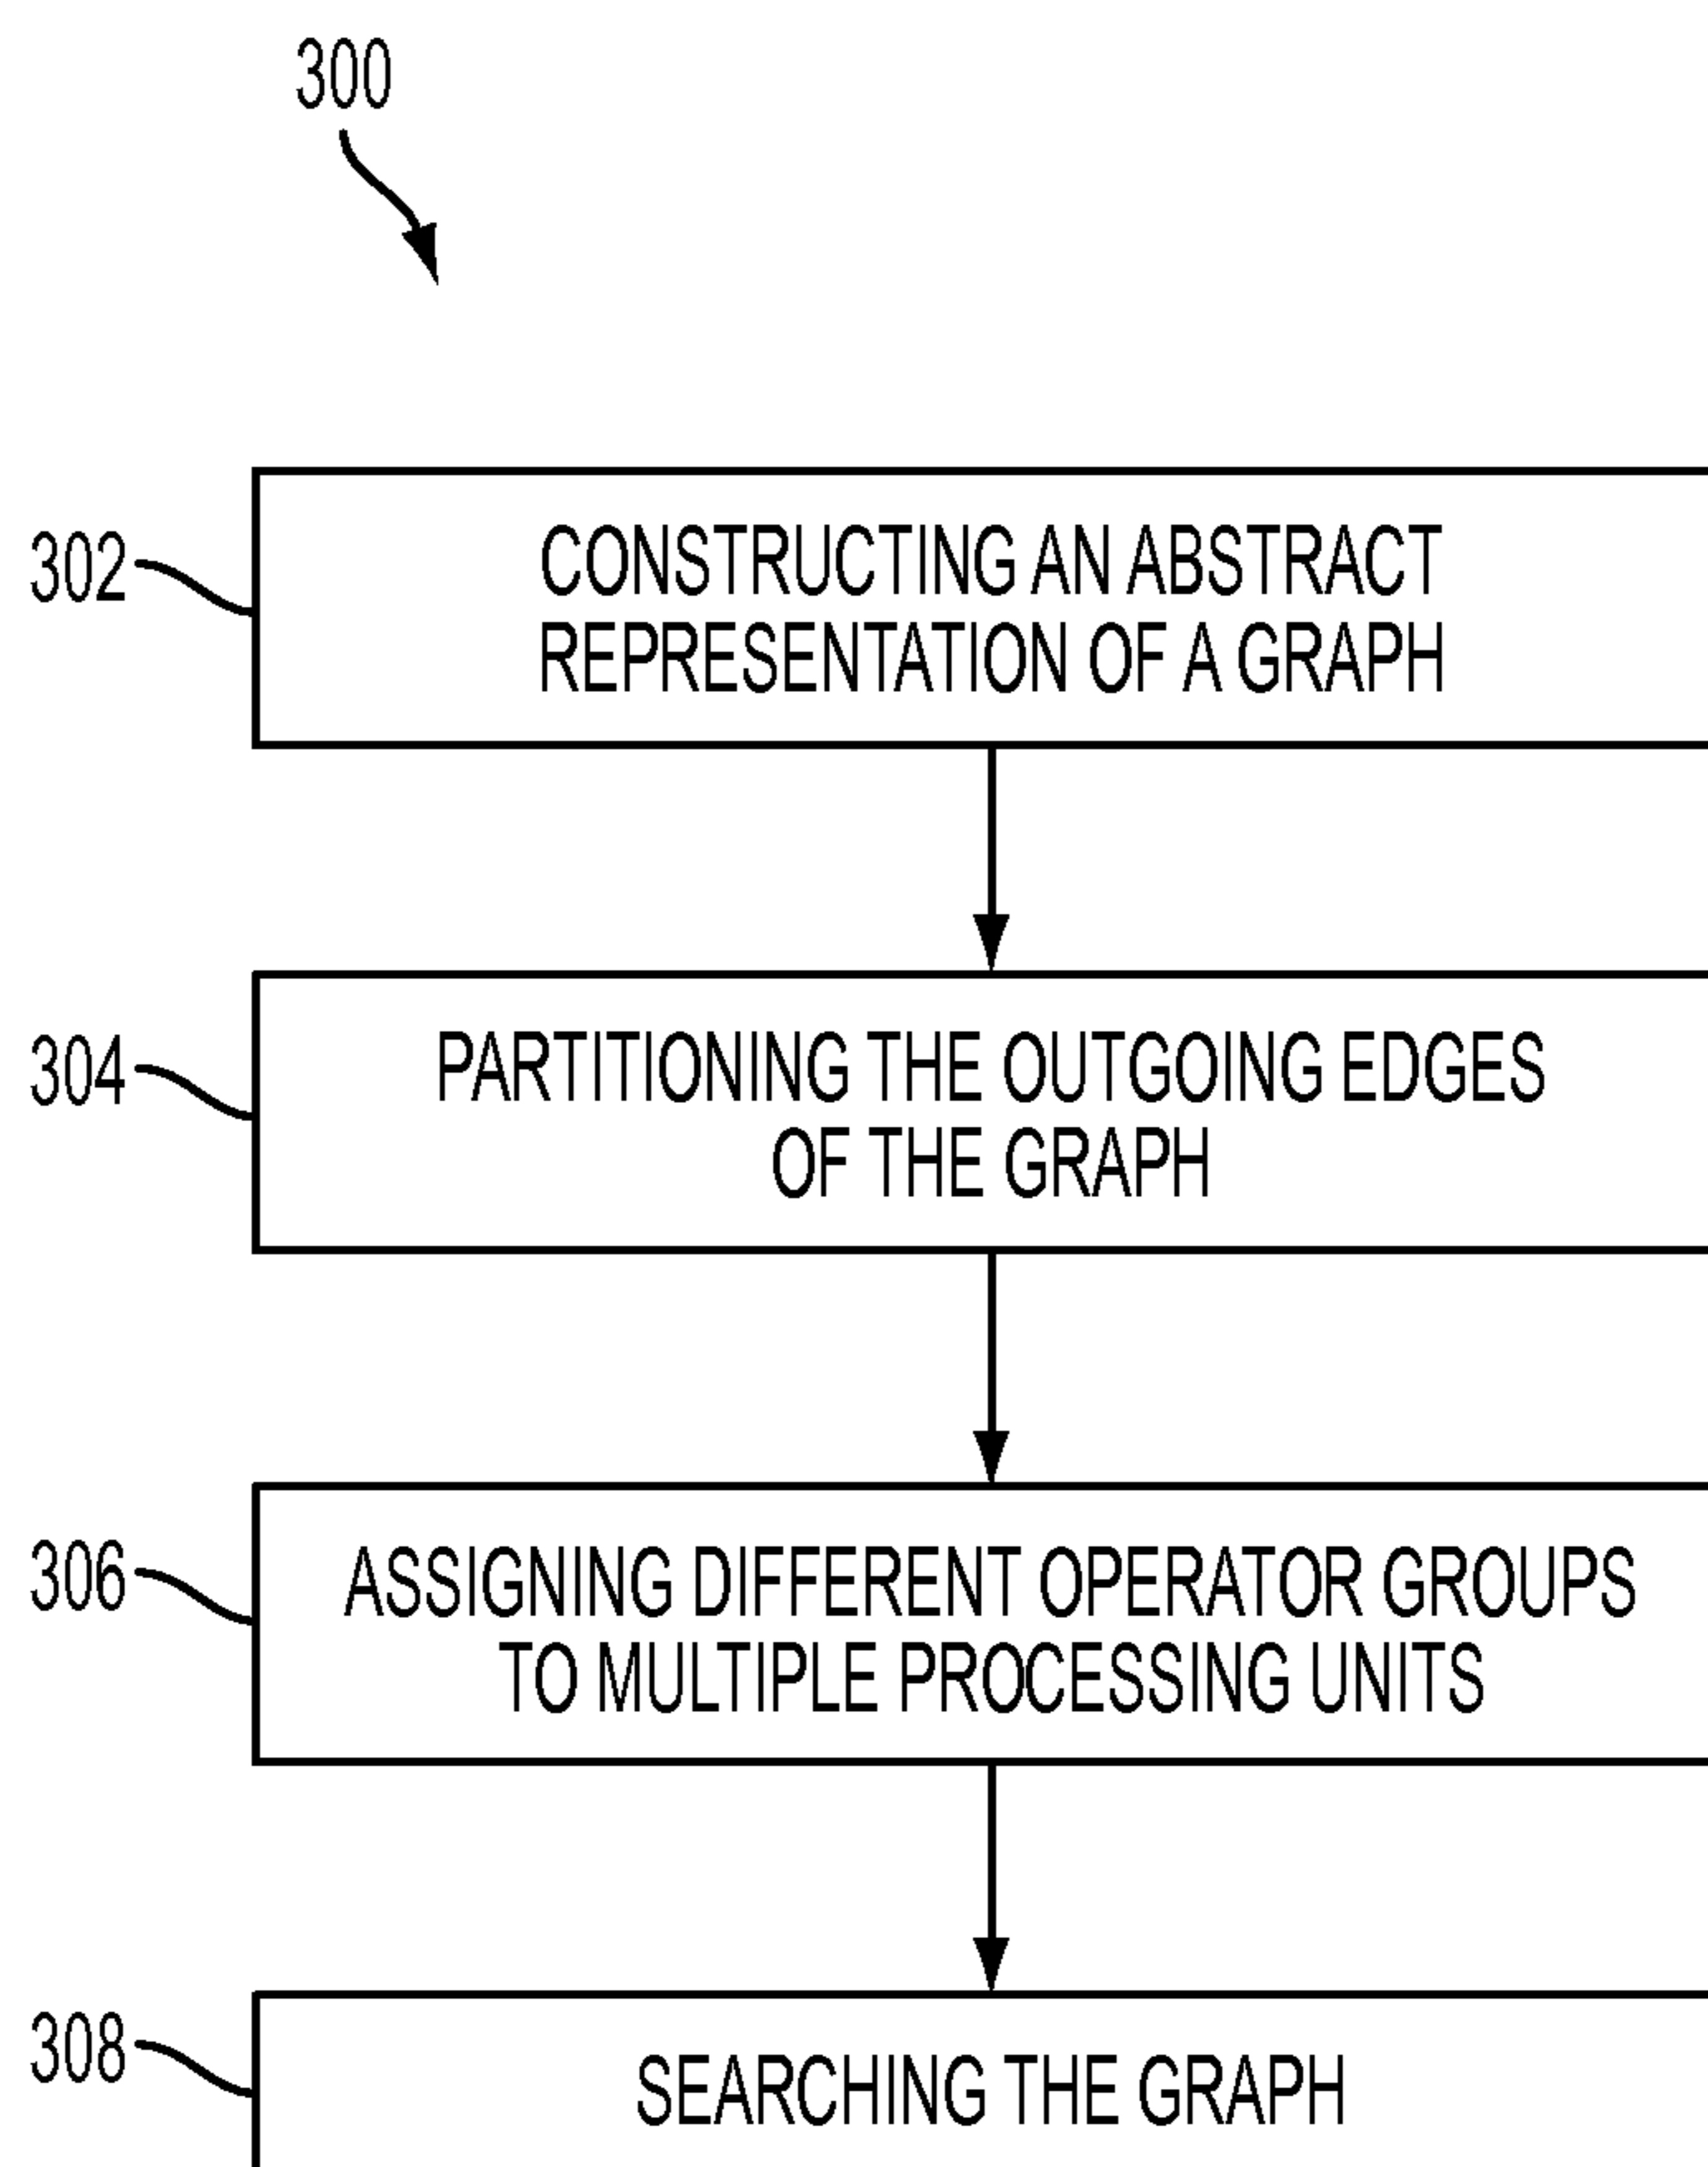 300
302
CONSTRUCTING AN ABSTRACT
REPRESENTATION OF A GRAPH
304
PARTITIONING THE OUTGOING EDGES
OF THE GRAPH
306
ASSIGNING DIFFERENT OPERATOR GROUPS
TO MULTIPLE PROCESSING UNITS
308
SEARCHING THE GRAPH